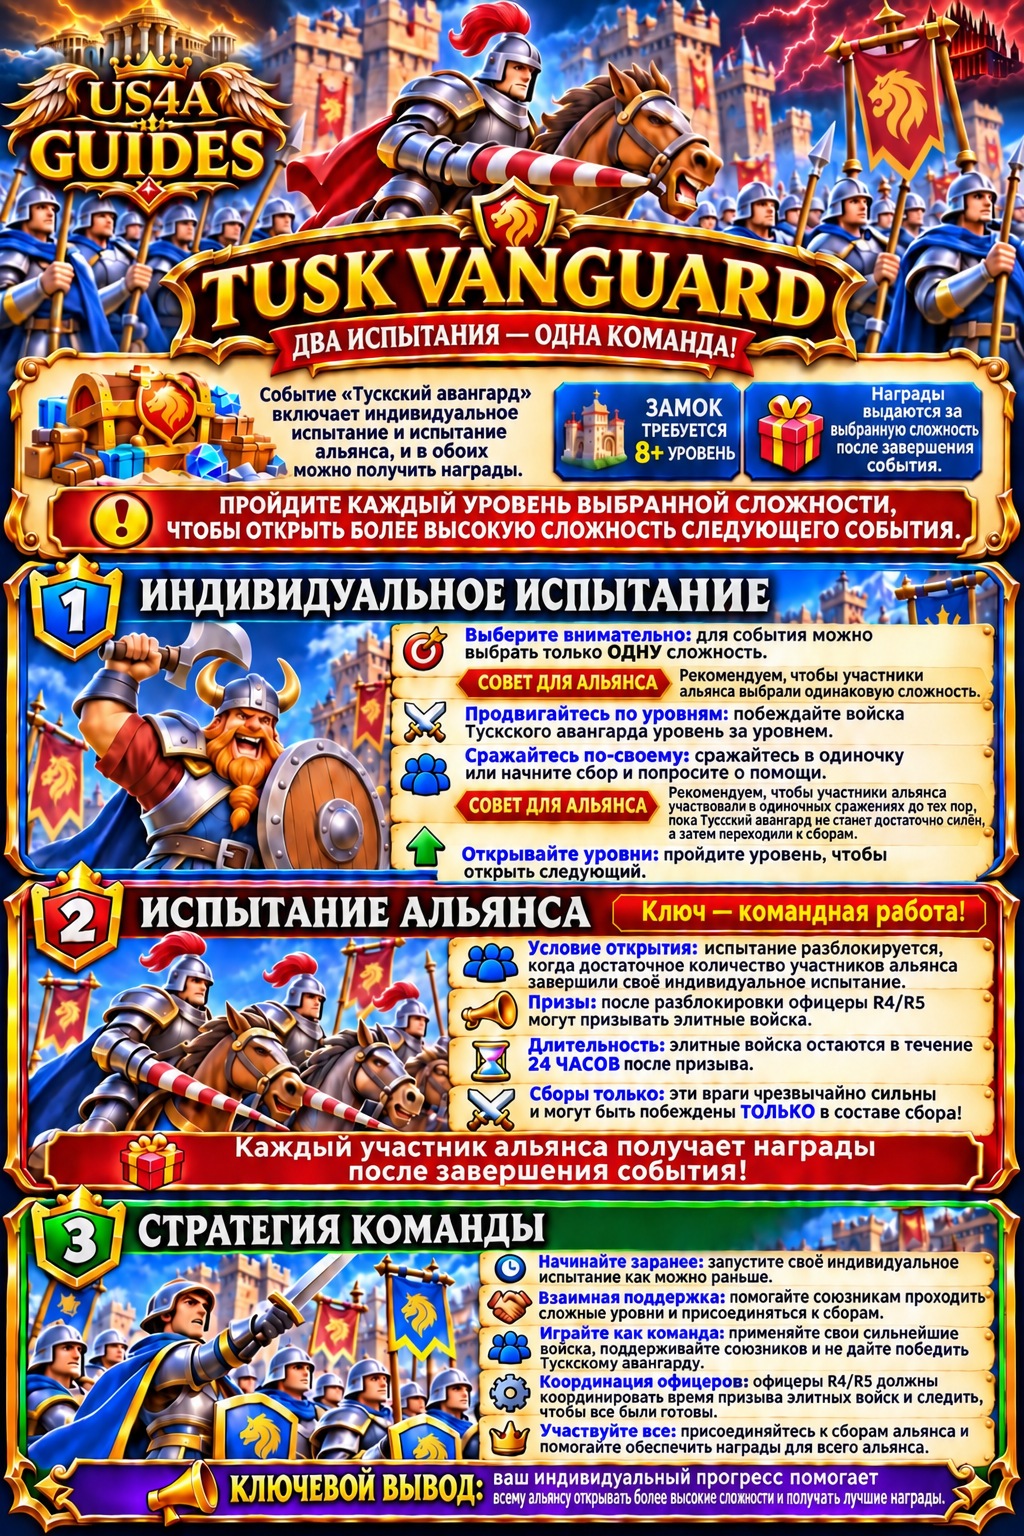 US4A
GUIDES
TUSK VANGUARD
ДВА ИСПЫТАНИЯ — ОДНА КОМАНДА!
Событие «Тускский авангард»
включает индивидуальное
испытание и испытание
альянса, и в обоих
можно получить награды.
ЗАМОК
ТРЕБУЕТСЯ
8+ УРОВЕНЬ
Награды
выдаются за
выбранную сложность
после завершения
события.
!
ПРОЙДИТЕ КАЖДЫЙ УРОВЕНЬ ВЫБРАННОЙ СЛОЖНОСТИ,
ЧТОБЫ ОТКРЫТЬ БОЛЕЕ ВЫСОКУЮ СЛОЖНОСТЬ СЛЕДУЮЩЕГО СОБЫТИЯ.
1
ИНДИВИДУАЛЬНОЕ ИСПЫТАНИЕ
Выберите внимательно: для события можно
выбрать только ОДНУ сложность.
СОВЕТ ДЛЯ АЛЬЯНСА
Рекомендуем, чтобы участники
альянса выбрали одинаковую сложность.
Продвигайтесь по уровням: побеждайте войска
Тускского авангарда уровень за уровнем.
Сражайтесь по-своему: сражайтесь в одиночку
или начните сбор и попросите о помощи.
СОВЕТ ДЛЯ АЛЬЯНСА
Рекомендуем, чтобы участники альянса
участвовали в одиночных сражениях до тех пор,
пока Туссский авангард не станет достаточно силён,
а затем переходили к сборам.
Открывайте уровни: пройдите уровень, чтобы
открыть следующий.
2
ИСПЫТАНИЕ АЛЬЯНСА
Ключ — командная работа!
Условие открытия: испытание разблокируется,
когда достаточное количество участников альянса
завершили своё индивидуальное испытание.
Призы: после разблокировки офицеры R4/R5
могут призывать элитные войска.
Длительность: элитные войска остаются в течение
24 ЧАСОВ после призыва.
Сборы только: эти враги чрезвычайно сильны
и могут быть побеждены ТОЛЬКО в составе сбора!
Каждый участник альянса получает награды
после завершения события!
3
СТРАТЕГИЯ КОМАНДЫ
Начинайте заранее: запустите своё индивидуальное
испытание как можно раньше.
Взаимная поддержка: помогайте союзникам проходить
сложные уровни и присоединяться к сборам.
Играйте как команда: применяйте свои сильнейшие
войска, поддерживайте союзников и не дайте победить
Тускскому авангарду.
Координация офицеров: офицеры R4/R5 должны
координировать время призыва элитных войск и следить,
чтобы все были готовы.
Участвуйте все: присоединяйтесь к сборам альянса и
помогайте обеспечить награды для всего альянса.
КЛЮЧЕВОЙ ВЫВОД:
ваш индивидуальный прогресс помогает
всему альянсу открывать более высокие сложности и получать лучшие награды.